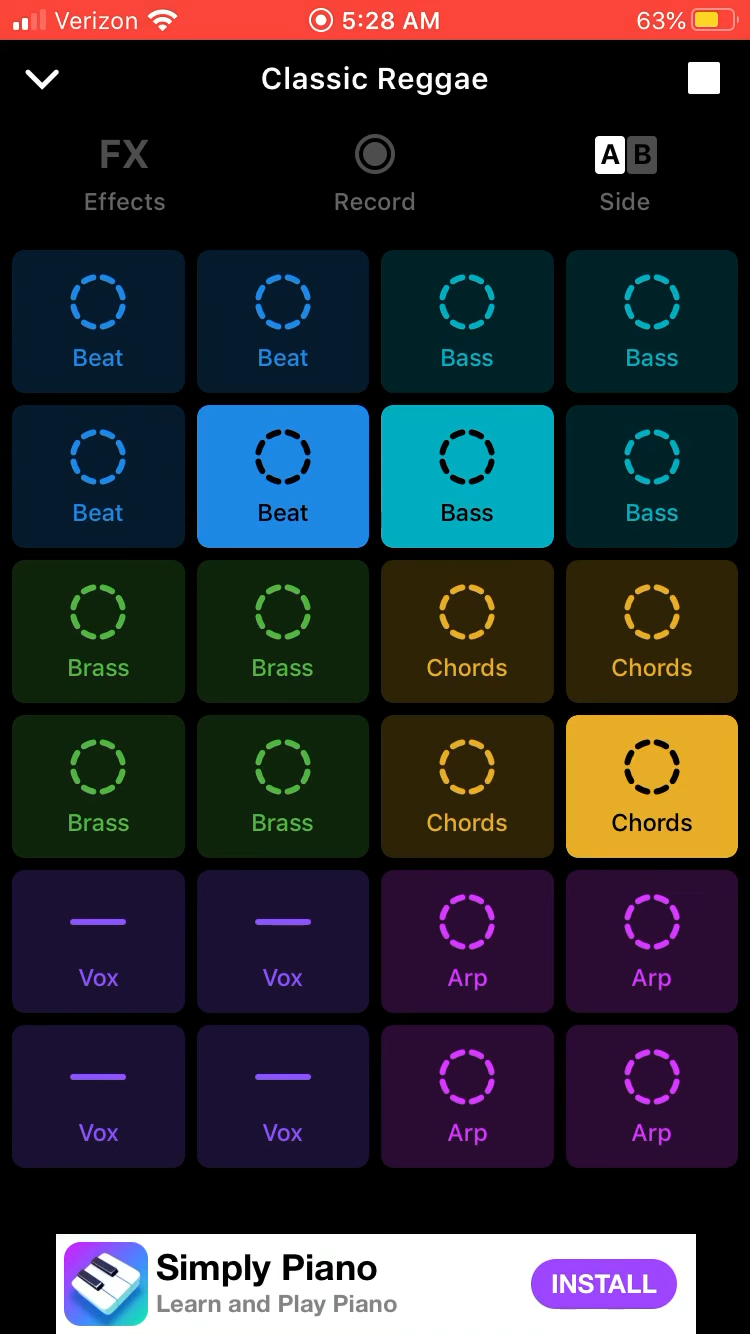 Verizon 5:28 AM 63%
Classic Reggae
FX A B
Effects Record Side
Beat Beat Bass Bass
Beat Beat Bass Bass
Brass Brass Chords Chords
Brass Brass Chords Chords
Vox Vox Arp Arp
Vox Vox Arp Arp
Simply Piano
Learn and Play Piano
INSTALL